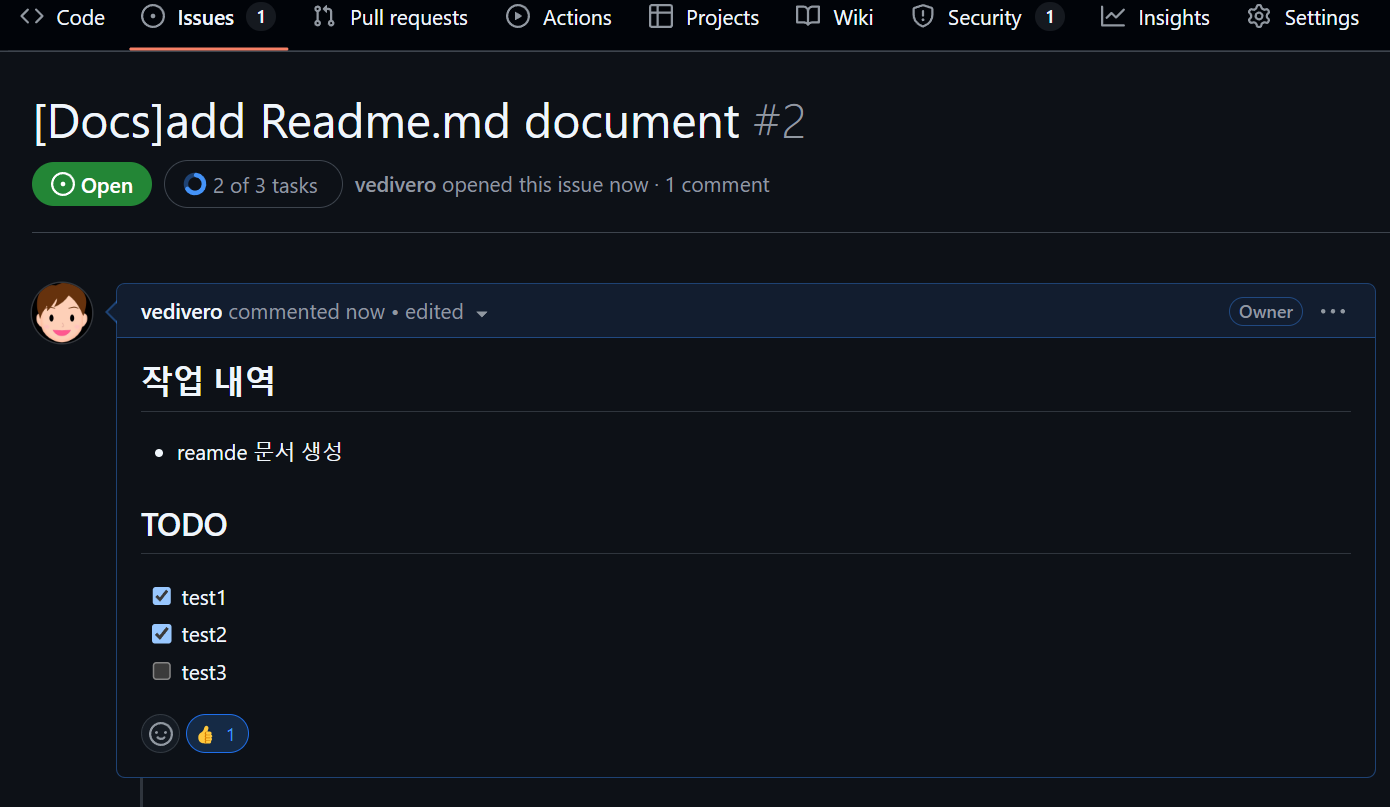 Code Issues 1 Pull requests Actions Projects Wiki Security 1 Insights Settings
[Docs]add Readme.md document #2
Open 2 of 3 tasks vedivero opened this issue now · 1 comment
vedivero commented now • edited Owner
작업 내역
• reamde 문서 생성
TODO
test1
test2
test3
1